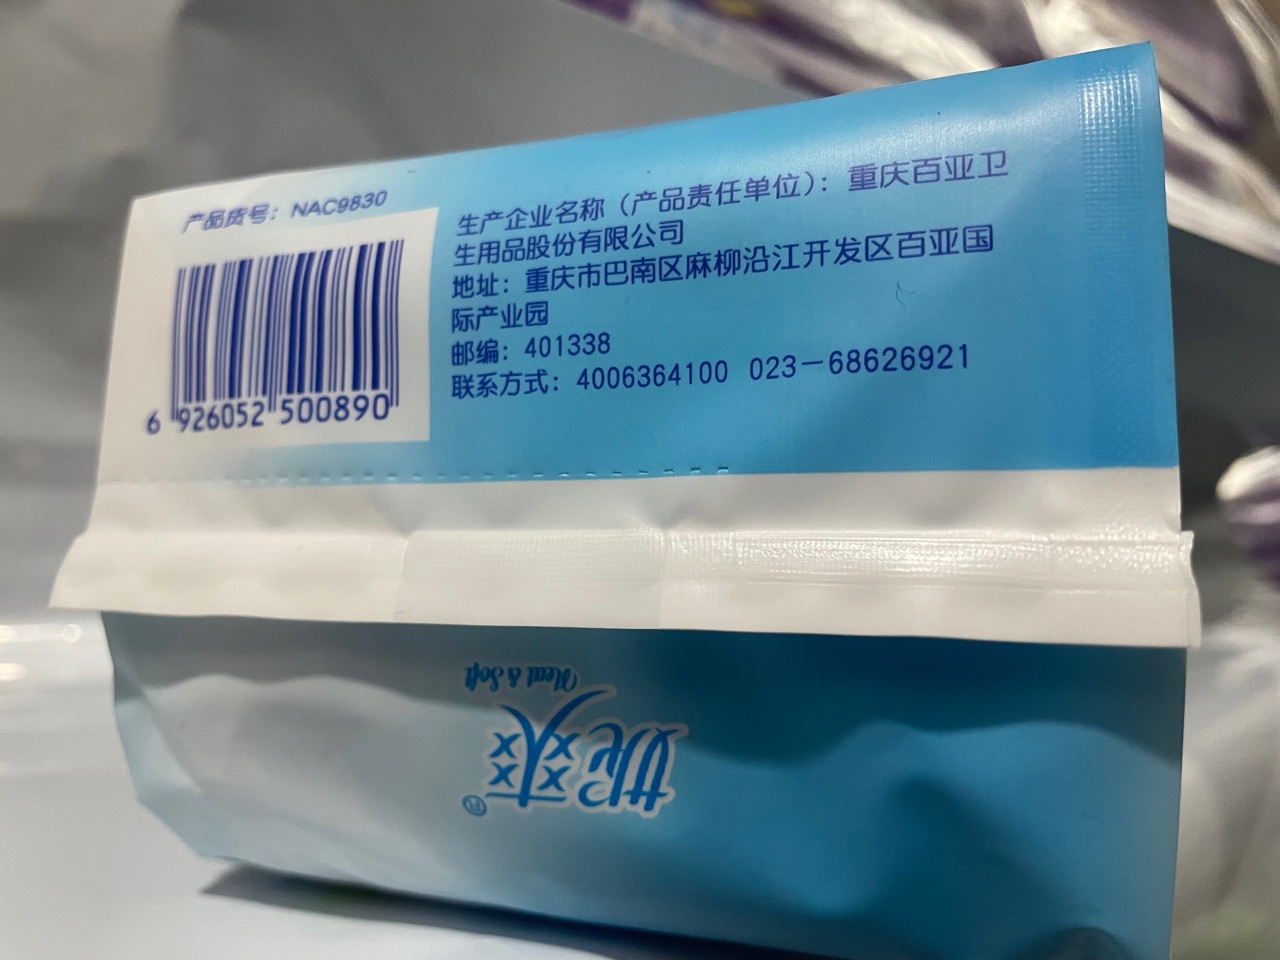 产品货号：NAC9830
6 926052 500890
生产企业名称（产品责任单位）：重庆百亚卫
生用品股份有限公司
地址：重庆市巴南区麻柳沿江开发区百亚国
际产业园
邮编：401338
联系方式：4006364100 023-68626921
妮爽®
Neat & Soft